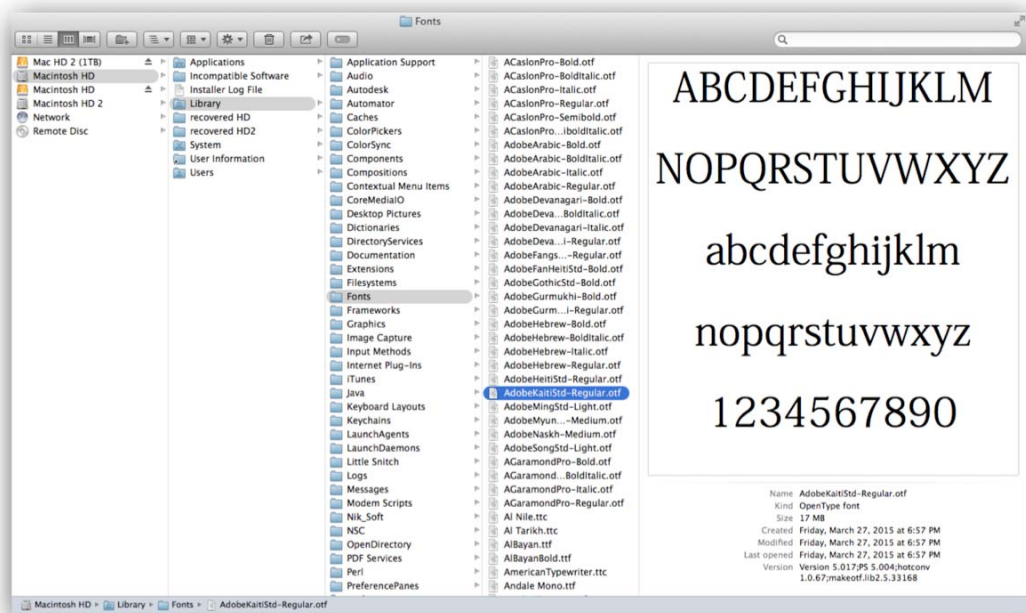 Fonts
Mac HD 2 (1TB)
Macintosh HD
Macintosh HD
Macintosh HD 2
Network
Remote Disc
Applications
Incompatible Software
Installer Log File
Library
recovered HD
recovered HD2
System
User Information
Users
Application Support
Audio
Autodesk
Automator
Caches
ColorPickers
ColorSync
Components
Compositions
Contextual Menu Items
CoreMediaIO
Desktop Pictures
Dictionaries
DirectoryServices
Documentation
Extensions
Filesystems
Fonts
Frameworks
Graphics
Image Capture
Input Methods
Internet Plug-Ins
iTunes
Java
Keyboard Layouts
Keychains
LaunchAgents
LaunchDaemons
Little Snitch
Logs
Messages
Modem Scripts
Nik_Soft
NSC
OpenDirectory
PDF Services
Perl
PreferencePanes
ACaslonPro-Bold.otf
ACaslonPro-BoldItalic.otf
ACaslonPro-Italic.otf
ACaslonPro-Regular.otf
ACaslonPro-Semibold.otf
ACaslonPro...iboldItalic.otf
AdobeArabic-Bold.otf
AdobeArabic-BoldItalic.otf
AdobeArabic-Italic.otf
AdobeArabic-Regular.otf
AdobeDevanagari-Bold.otf
AdobeDeva...BoldItalic.otf
AdobeDevanagari-Italic.otf
AdobeDeva...i-Regular.otf
AdobeFangs...-Regular.otf
AdobeFanHeitiStd-Bold.otf
AdobeGothicStd-Bold.otf
AdobeGurmukhi-Bold.otf
AdobeGurm...i-Regular.otf
AdobeHebrew-Bold.otf
AdobeHebrew-BoldItalic.otf
AdobeHebrew-Italic.otf
AdobeHebrew-Regular.otf
AdobeHeitiStd-Regular.otf
AdobeKaitiStd-Regular.otf
AdobeMingStd-Light.otf
AdobeMyun...-Medium.otf
AdobeNaskh-Medium.otf
AdobeSongStd-Light.otf
AGaramondPro-Bold.otf
AGaramond...BoldItalic.otf
AGaramondPro-Italic.otf
AGaramondPro-Regular.otf
Al Nile.ttc
Al Tarikh.ttc
AlBayan.ttf
AlBayanBold.ttf
AmericanTypewriter.ttc
Andale Mono.ttf
ABCDEFGHIJKLM
NOPQRSTUVWXYZ
abcdefghijklm
nopqrstuvwxyz
1234567890
Name AdobeKaitiStd-Regular.otf
Kind OpenType font
Size 17 MB
Created Friday, March 27, 2015 at 6:57 PM
Modified Friday, March 27, 2015 at 6:57 PM
Last opened Friday, March 27, 2015 at 6:57 PM
Version Version 5.017;PS 5.004;hotconv
1.0.67;makeotf.lib2.5.33168
Macintosh HD ▸ Library ▸ Fonts ▸ AdobeKaitiStd-Regular.otf